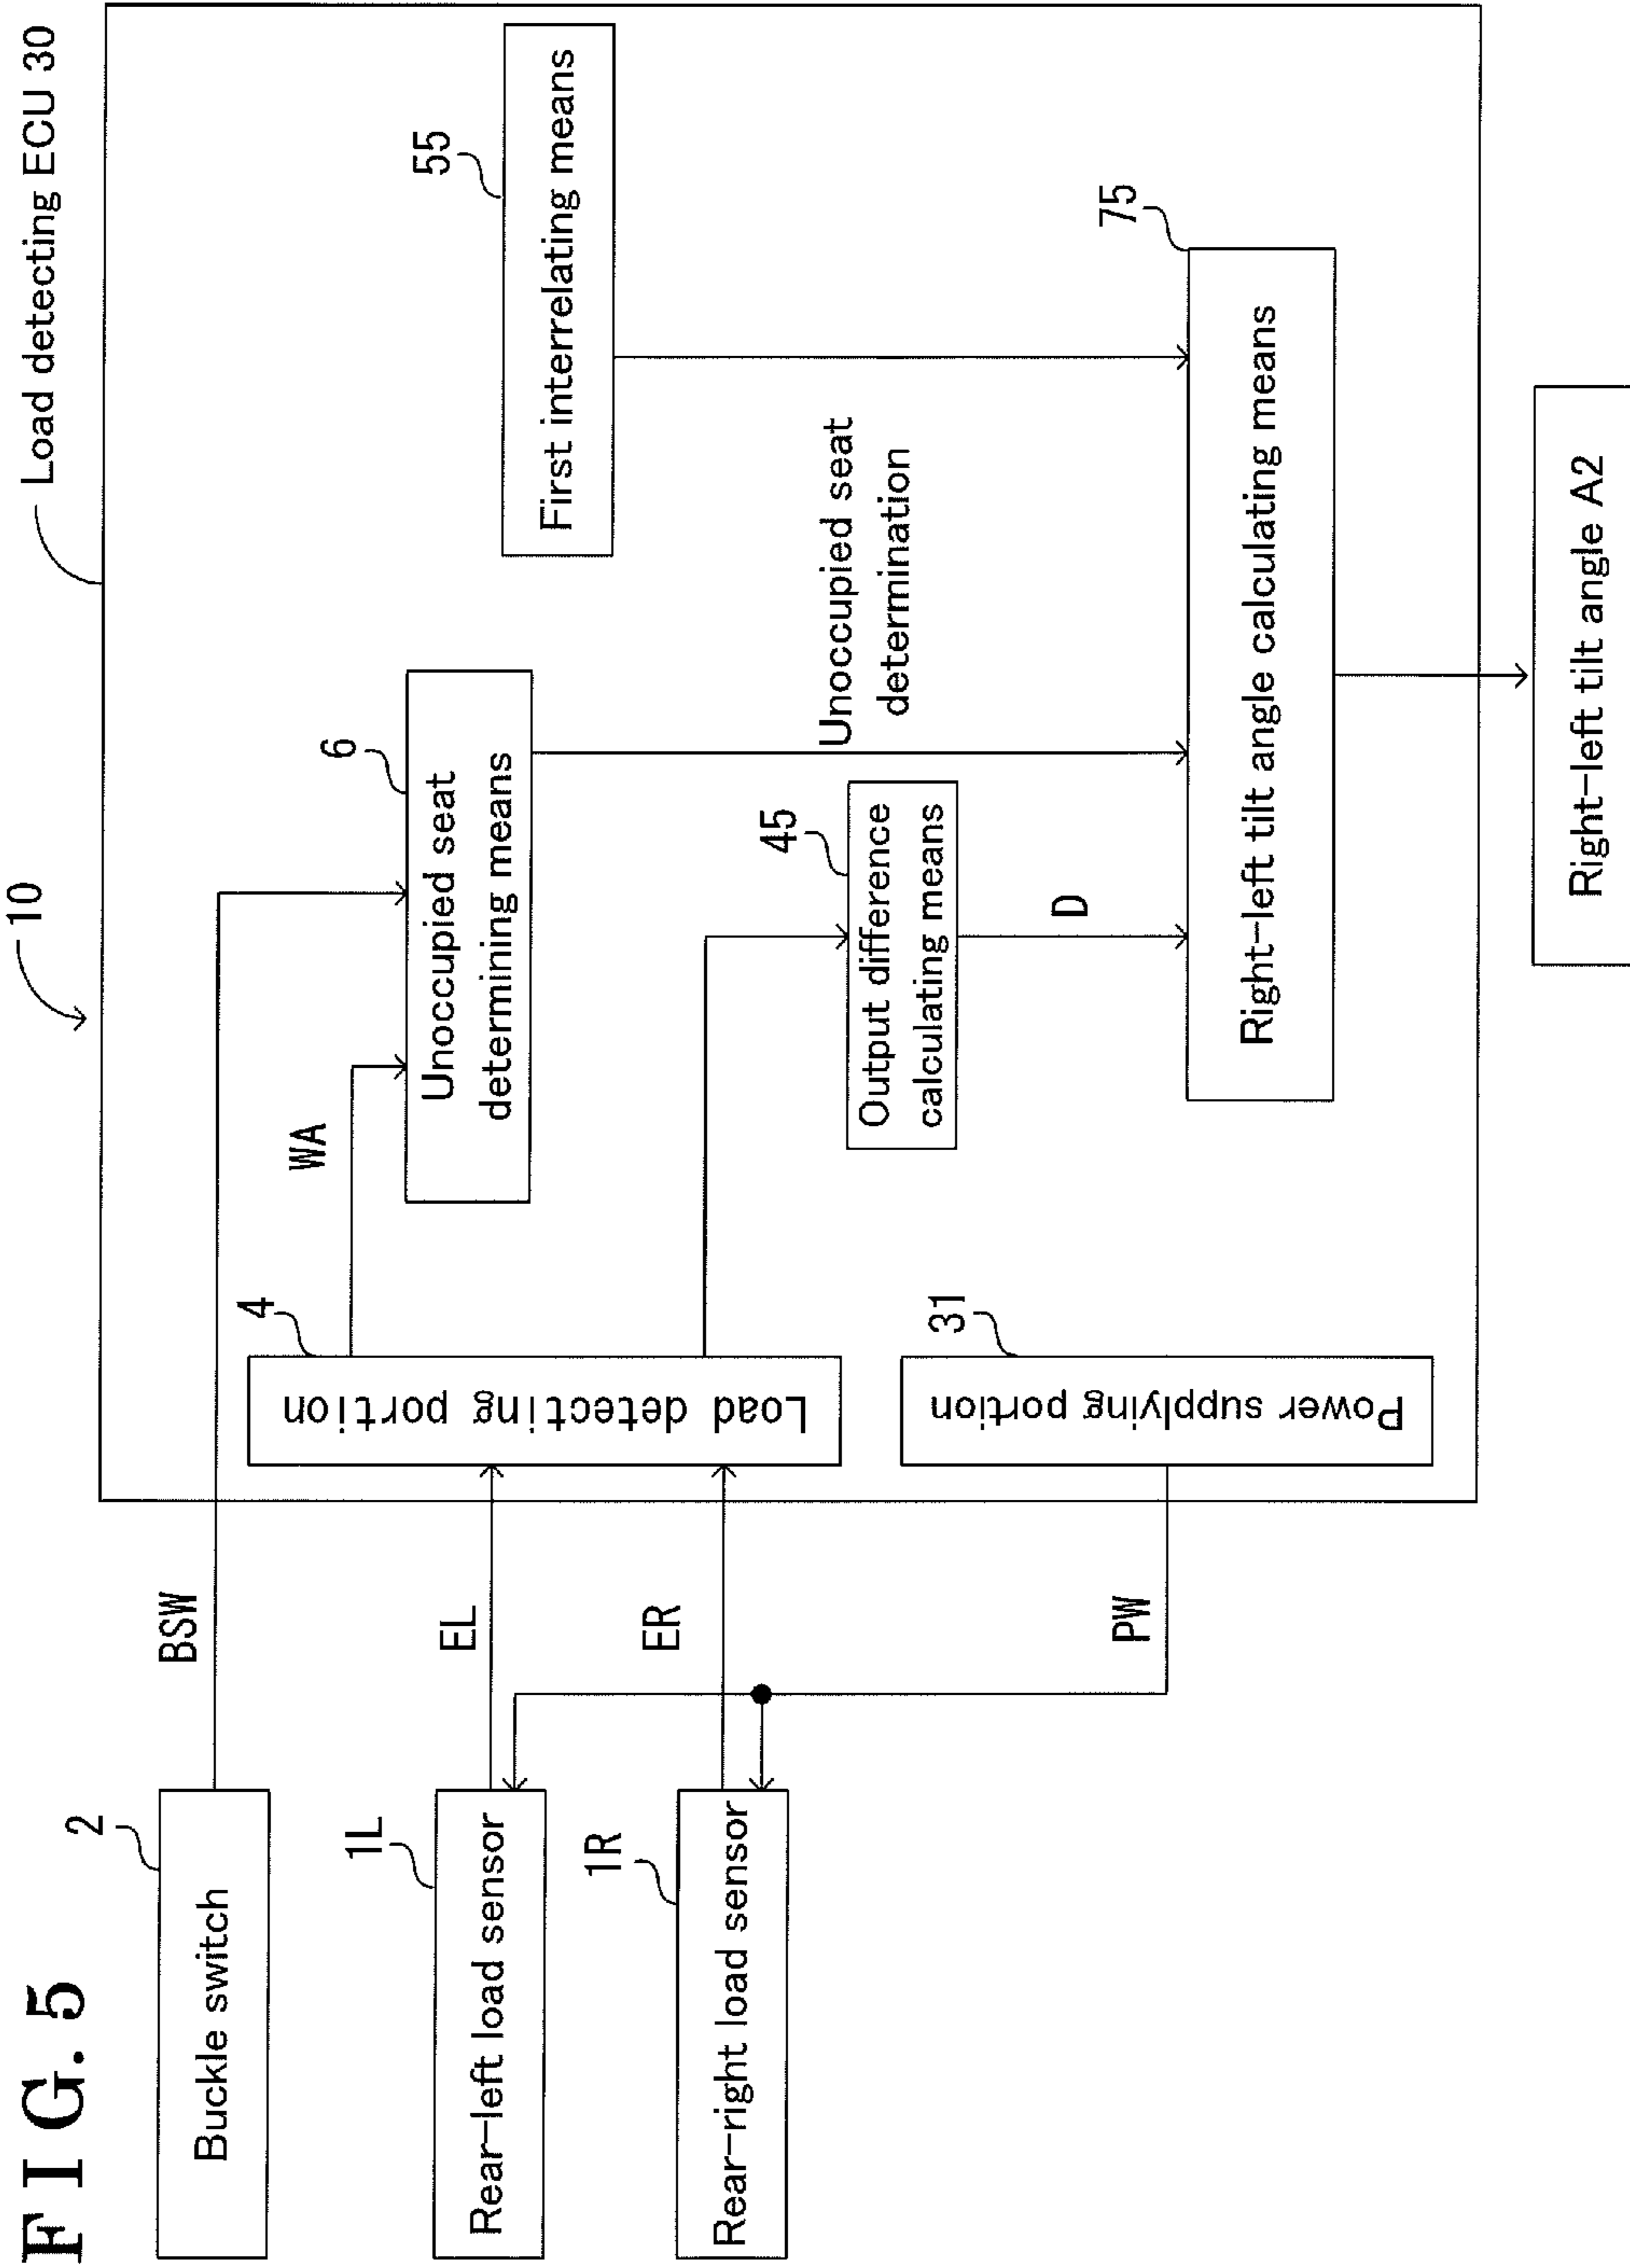 FIG. 5
10
Load detecting ECU 30
2
Buckle switch
BSW
1L
Rear-left load sensor
EL
1R
Rear-right load sensor
ER
PW
4
Load detecting portion
31
Power supplying portion
WA
6
Unoccupied seat
determining means
55
First interrelating means
45
Output difference
calculating means
D
Unoccupied seat
determination
75
Right-left tilt angle calculating means
Right-left tilt angle A2